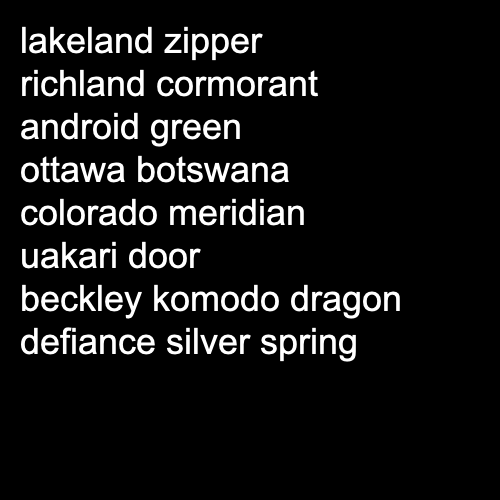 lakeland zipper
richland cormorant
android green
ottawa botswana
colorado meridian
uakari door
beckley komodo dragon
defiance silver spring